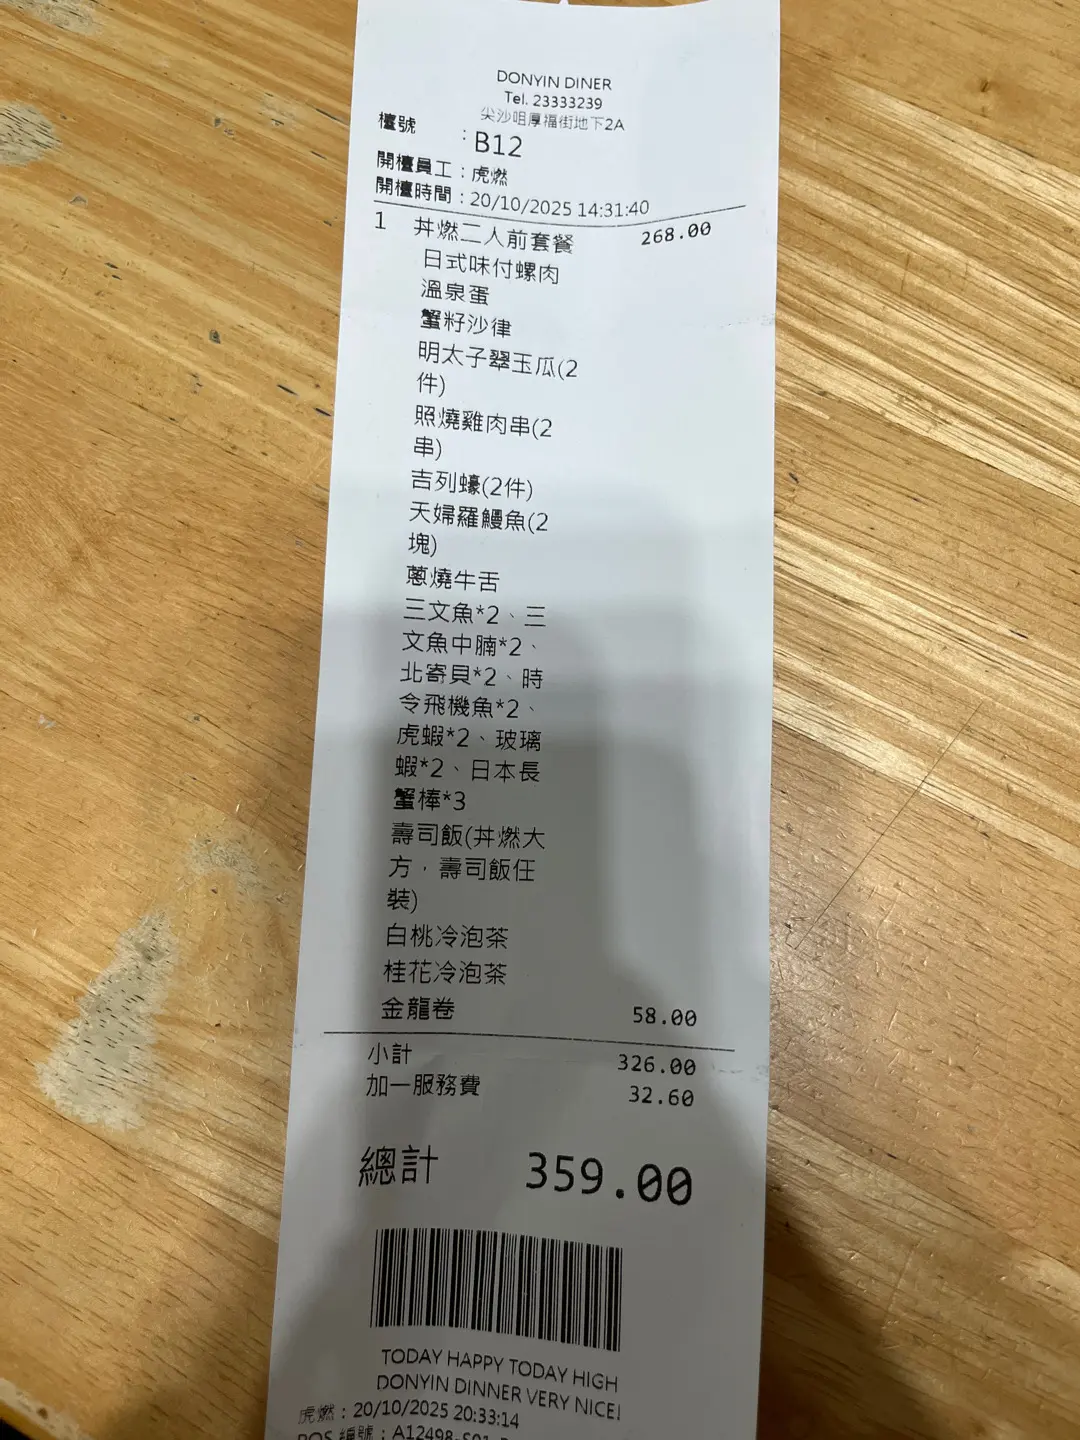 DONYIN DINER
Tel. 23333239
尖沙咀厚福街地下2A
檯號 : B12
開檯員工 : 虎燃
開檯時間 : 20/10/2025 14:31:40
1 丼燃二人前套餐 268.00
日式味付螺肉
溫泉蛋
蟹籽沙律
明太子翠玉瓜(2
件)
照燒雞肉串(2
串)
吉列蠔(2件)
天婦羅鰻魚(2
塊)
蔥燒牛舌
三文魚*2、三
文魚中腩*2、
北寄貝*2、時
令飛機魚*2、
虎蝦*2、玻璃
蝦*2、日本長
蟹棒*3
壽司飯(丼燃大
方，壽司飯任
裝)
白桃冷泡茶
桂花冷泡茶
金龍卷 58.00
小計 326.00
加一服務費 32.60
總計 359.00
TODAY HAPPY TODAY HIGH
DONYIN DINNER VERY NICE!
虎燃 : 20/10/2025 20:33:14
POS 編號 : A12498-S01